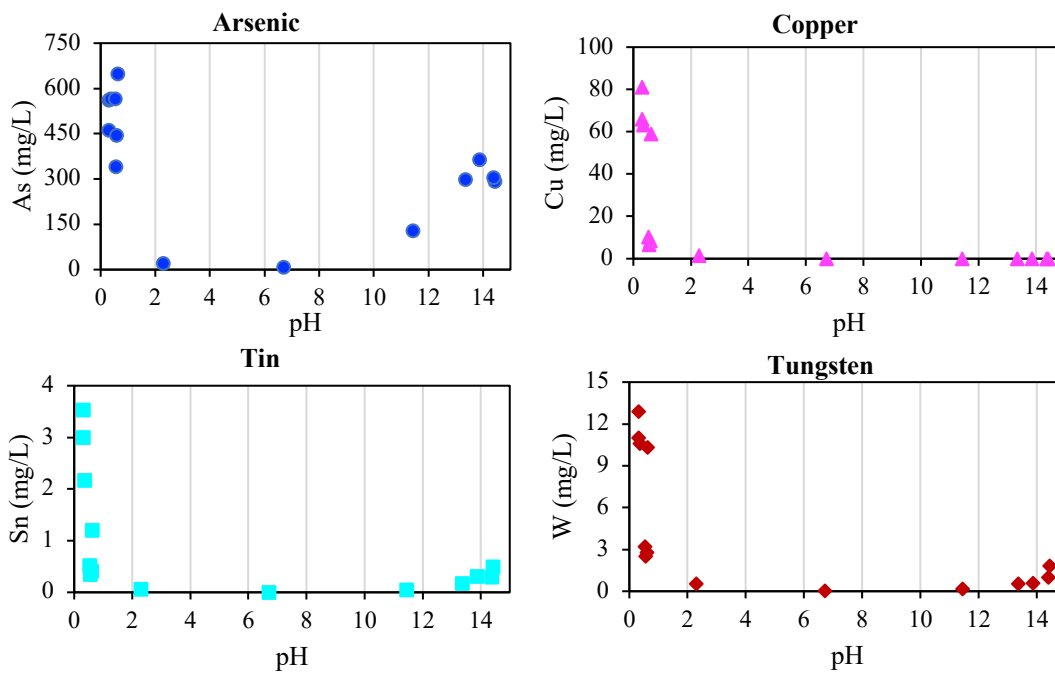 Arsenic
As (mg/L)
750
600
450
300
150
0
0 2 4 6 8 10 12 14
pH
Copper
Cu (mg/L)
100
80
60
40
20
0
0 2 4 6 8 10 12 14
pH
Tin
Sn (mg/L)
4
3
2
1
0
0 2 4 6 8 10 12 14
pH
Tungsten
W (mg/L)
15
12
9
6
3
0
0 2 4 6 8 10 12 14
pH